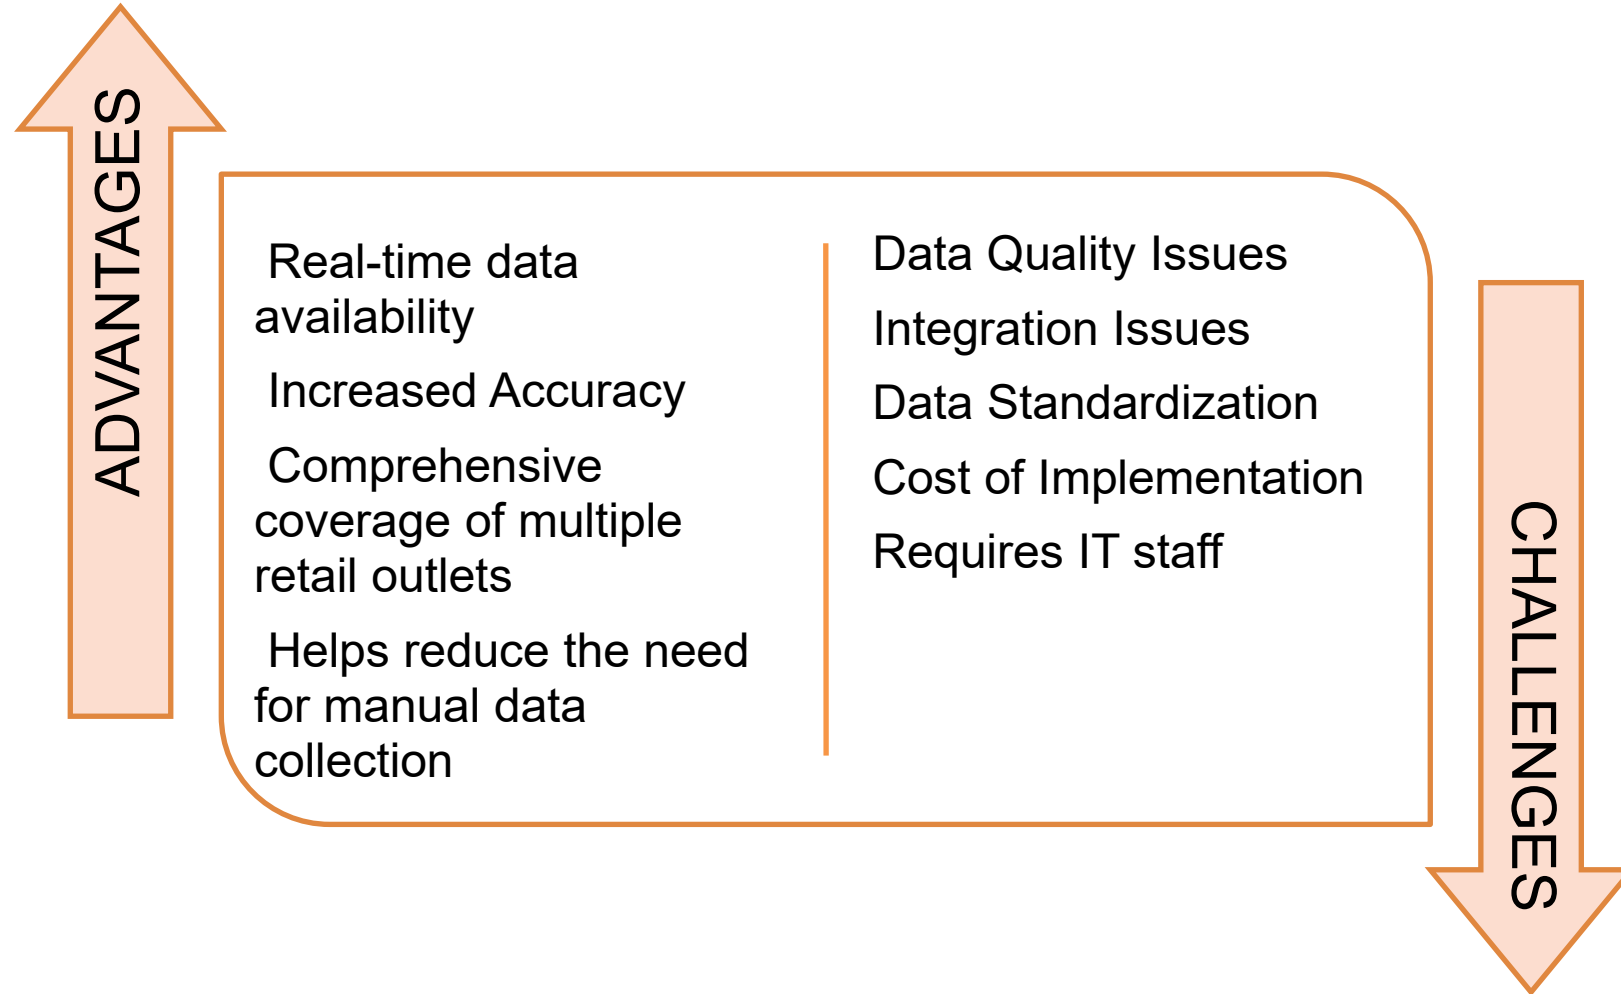 ADVANTAGES
Real-time data
availability
Increased Accuracy
Comprehensive
coverage of multiple
retail outlets
Helps reduce the need
for manual data
collection
Data Quality Issues
Integration Issues
Data Standardization
Cost of Implementation
Requires IT staff
CHALLENGES